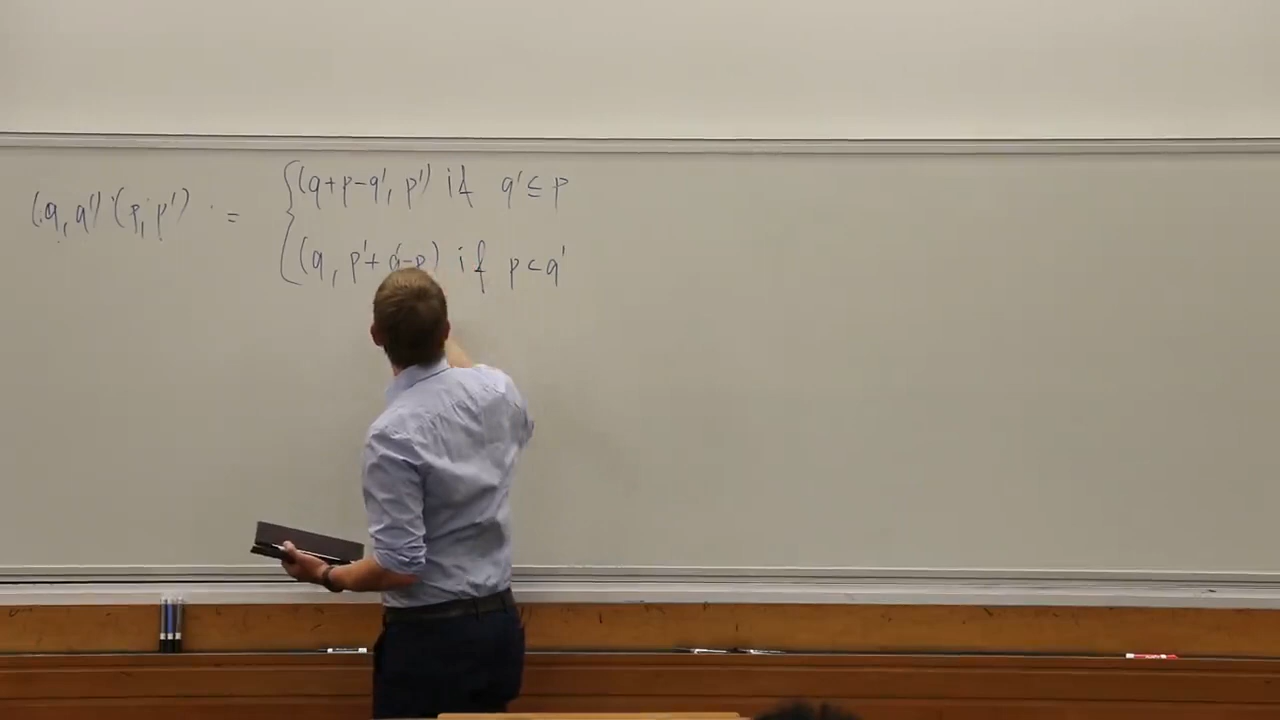 (q, q')·(p, p') = { (q+p-q', p') if q' ≤ p
(q, p'+q'-p) if p < q'